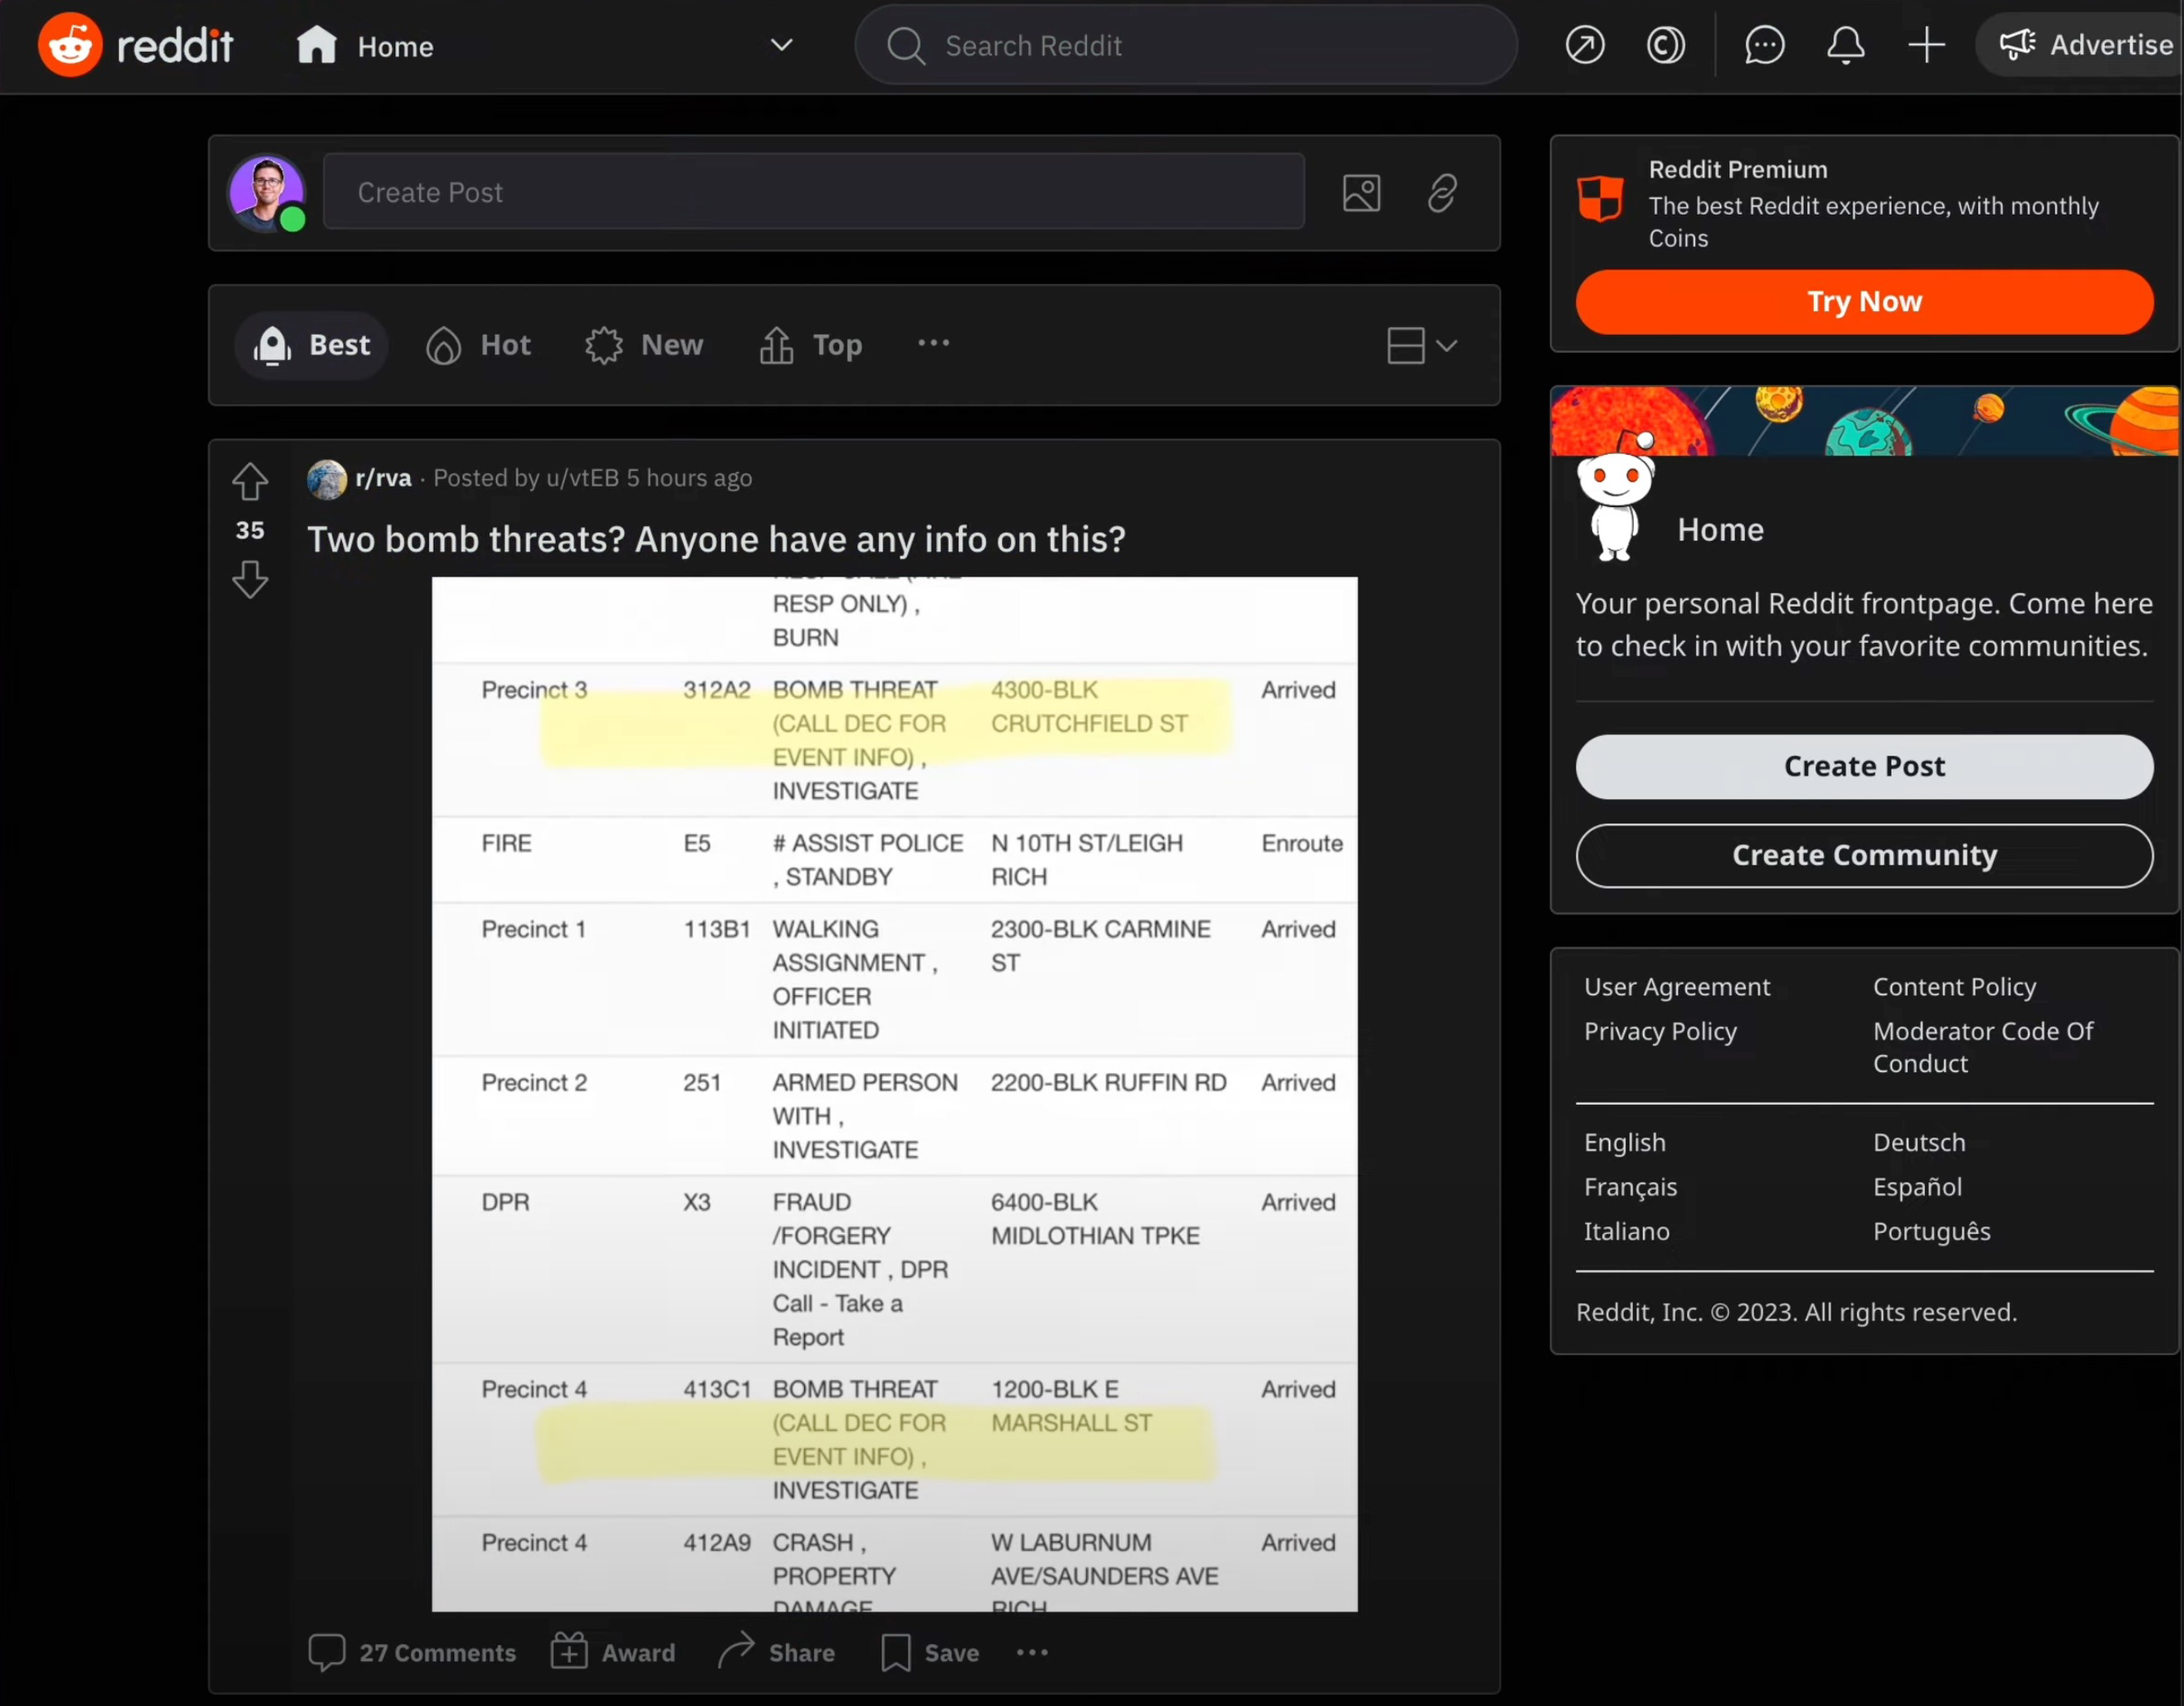 reddit
Home
Search Reddit
Advertise
Create Post
Reddit Premium
The best Reddit experience, with monthly
Coins
Try Now
Best
Hot
New
Top
r/rva · Posted by u/vtEB 5 hours ago
35
Two bomb threats? Anyone have any info on this?
RESP ONLY) ,
BURN
Precinct 3 312A2 BOMB THREAT 4300-BLK Arrived
(CALL DEC FOR CRUTCHFIELD ST
EVENT INFO) ,
INVESTIGATE
FIRE E5 # ASSIST POLICE N 10TH ST/LEIGH Enroute
, STANDBY RICH
Precinct 1 113B1 WALKING 2300-BLK CARMINE Arrived
ASSIGNMENT , ST
OFFICER
INITIATED
Precinct 2 251 ARMED PERSON 2200-BLK RUFFIN RD Arrived
WITH ,
INVESTIGATE
DPR X3 FRAUD 6400-BLK Arrived
/FORGERY MIDLOTHIAN TPKE
INCIDENT , DPR
Call - Take a
Report
Precinct 4 413C1 BOMB THREAT 1200-BLK E Arrived
(CALL DEC FOR MARSHALL ST
EVENT INFO) ,
INVESTIGATE
Precinct 4 412A9 CRASH , W LABURNUM Arrived
PROPERTY AVE/SAUNDERS AVE
DAMAGE RICH
27 Comments
Award
Share
Save
Home
Your personal Reddit frontpage. Come here
to check in with your favorite communities.
Create Post
Create Community
User Agreement
Content Policy
Privacy Policy
Moderator Code Of
Conduct
English
Deutsch
Français
Español
Italiano
Português
Reddit, Inc. © 2023. All rights reserved.